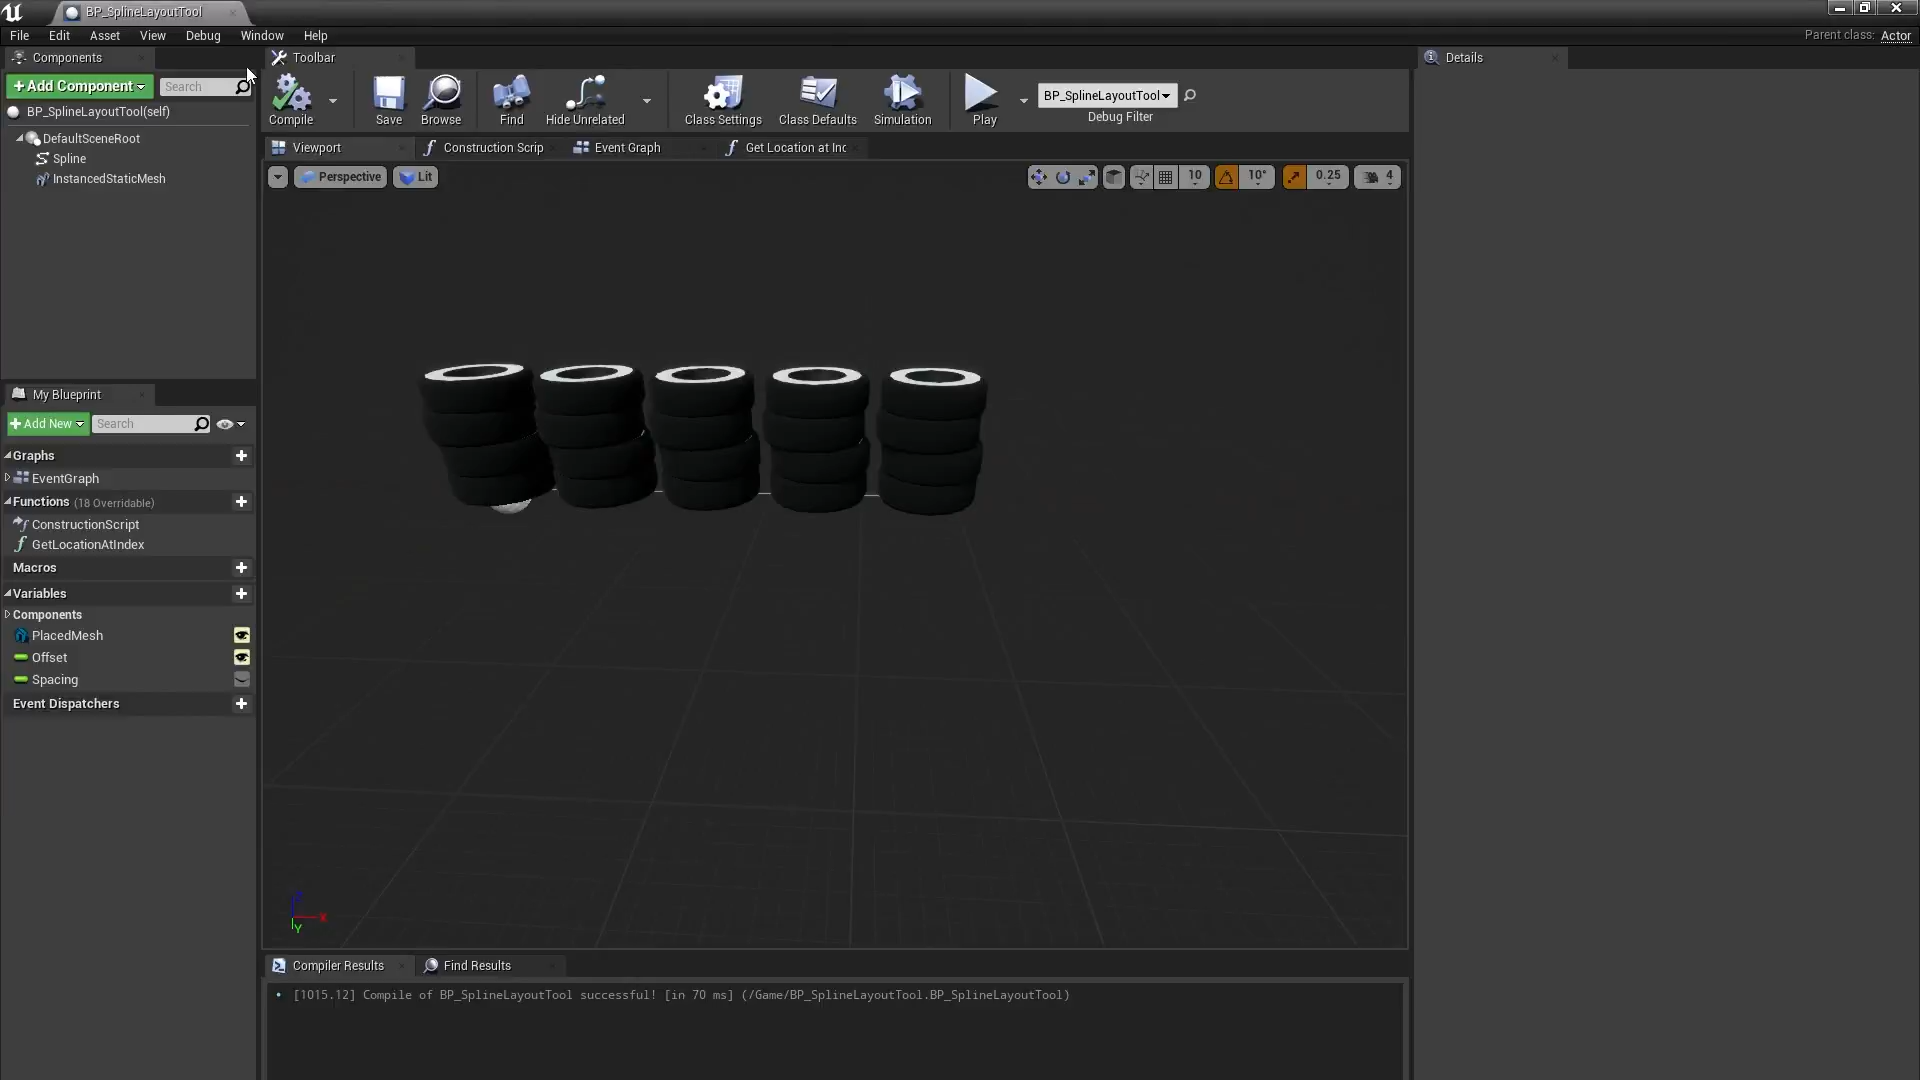 BP_SplineLayoutTool
File Edit Asset View Debug Window Help
Parent class: Actor
Components
Toolbar
Details
+Add Component
Search
BP_SplineLayoutTool(self)
DefaultSceneRoot
Spline
InstancedStaticMesh
Compile
Save
Browse
Find
Hide Unrelated
Class Settings
Class Defaults
Simulation
Play
BP_SplineLayoutTool
Debug Filter
Viewport
Construction Scrip
Event Graph
Get Location at Inc
Perspective
Lit
10
10°
0.25
4
My Blueprint
+Add New
Search
Graphs
EventGraph
Functions (18 Overridable)
ConstructionScript
GetLocationAtIndex
Macros
Variables
Components
PlacedMesh
Offset
Spacing
Event Dispatchers
Z
X
Y
Compiler Results
Find Results
[1015.12] Compile of BP_SplineLayoutTool successful! [in 70 ms] (/Game/BP_SplineLayoutTool.BP_SplineLayoutTool)